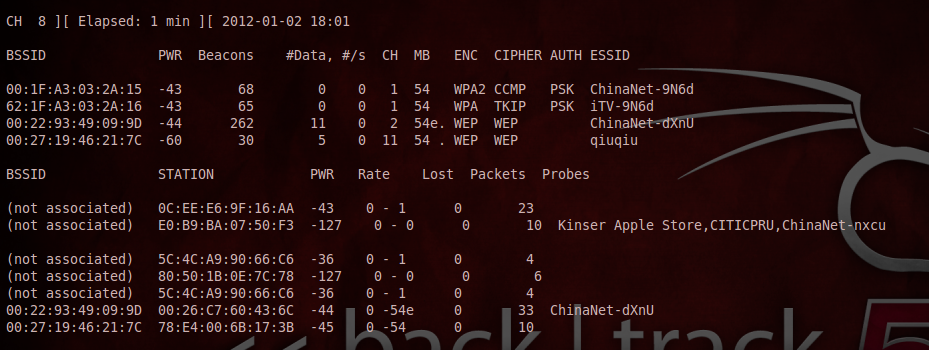 CH  8 ][ Elapsed: 1 min ][ 2012-01-02 18:01
BSSID              PWR  Beacons    #Data, #/s  CH  MB   ENC  CIPHER AUTH ESSID
00:1F:A3:03:2A:15  -43       68        0    0   1  54   WPA2 CCMP   PSK  ChinaNet-9N6d
62:1F:A3:03:2A:16  -43       65        0    0   1  54   WPA  TKIP   PSK  iTV-9N6d
00:22:93:49:09:9D  -44      262       11    0   2  54e. WEP  WEP         ChinaNet-dXnU
00:27:19:46:21:7C  -60       30        5    0  11  54 . WEP  WEP         qiuqiu
BSSID              STATION            PWR   Rate    Lost  Packets  Probes
(not associated)   0C:EE:E6:9F:16:AA  -43    0 - 1      0       23
(not associated)   E0:B9:BA:07:50:F3  -127    0 - 0      0       10  Kinser Apple Store,CITICPRU,ChinaNet-nxcu
(not associated)   5C:4C:A9:90:66:C6  -36    0 - 1      0        4
(not associated)   80:50:1B:0E:7C:78  -127    0 - 0      0        6
(not associated)   5C:4C:A9:90:66:C6  -36    0 - 1      0        4
00:22:93:49:09:9D  00:26:C7:60:43:6C  -44    0 -54e     0       33  ChinaNet-dXnU
00:27:19:46:21:7C  78:E4:00:6B:17:3B  -45    0 -54      0       10
<< back | track 5